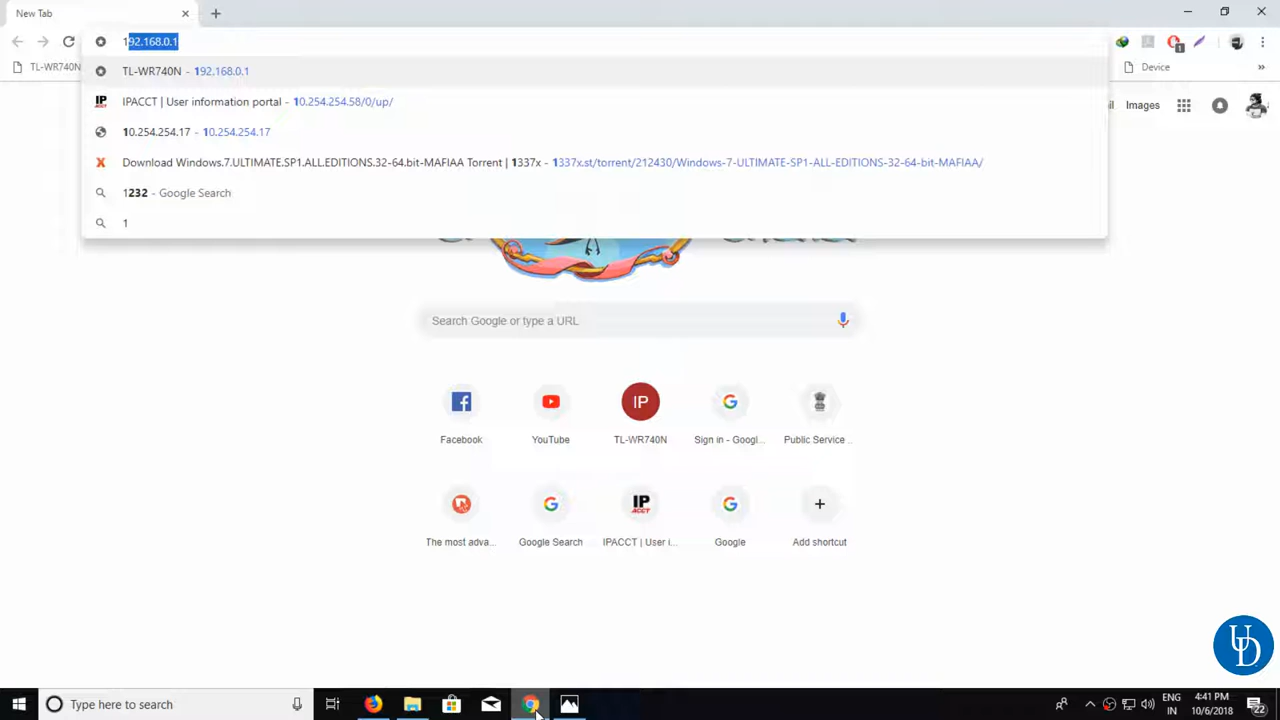 New Tab
192.168.0.1
TL-WR740N
TL-WR740N - 192.168.0.1
IPACCT | User information portal - 10.254.254.58/0/up/
10.254.254.17 - 10.254.254.17
Download Windows.7.ULTIMATE.SP1.ALL.EDITIONS.32-64.bit-MAFIAA Torrent | 1337x - 1337x.st/torrent/212430/Windows-7-ULTIMATE-SP1-ALL-EDITIONS-32-64-bit-MAFIAA/
1232 - Google Search
1
1
Device
»
Images
Search Google or type a URL
IP
Facebook
YouTube
TL-WR740N
Sign in - Googl...
Public Service ...
IP
ACCT
The most adva...
Google Search
IPACCT | User i...
Google
Add shortcut
UD
Type here to search
ENG
IN
4:41 PM
10/6/2018
22